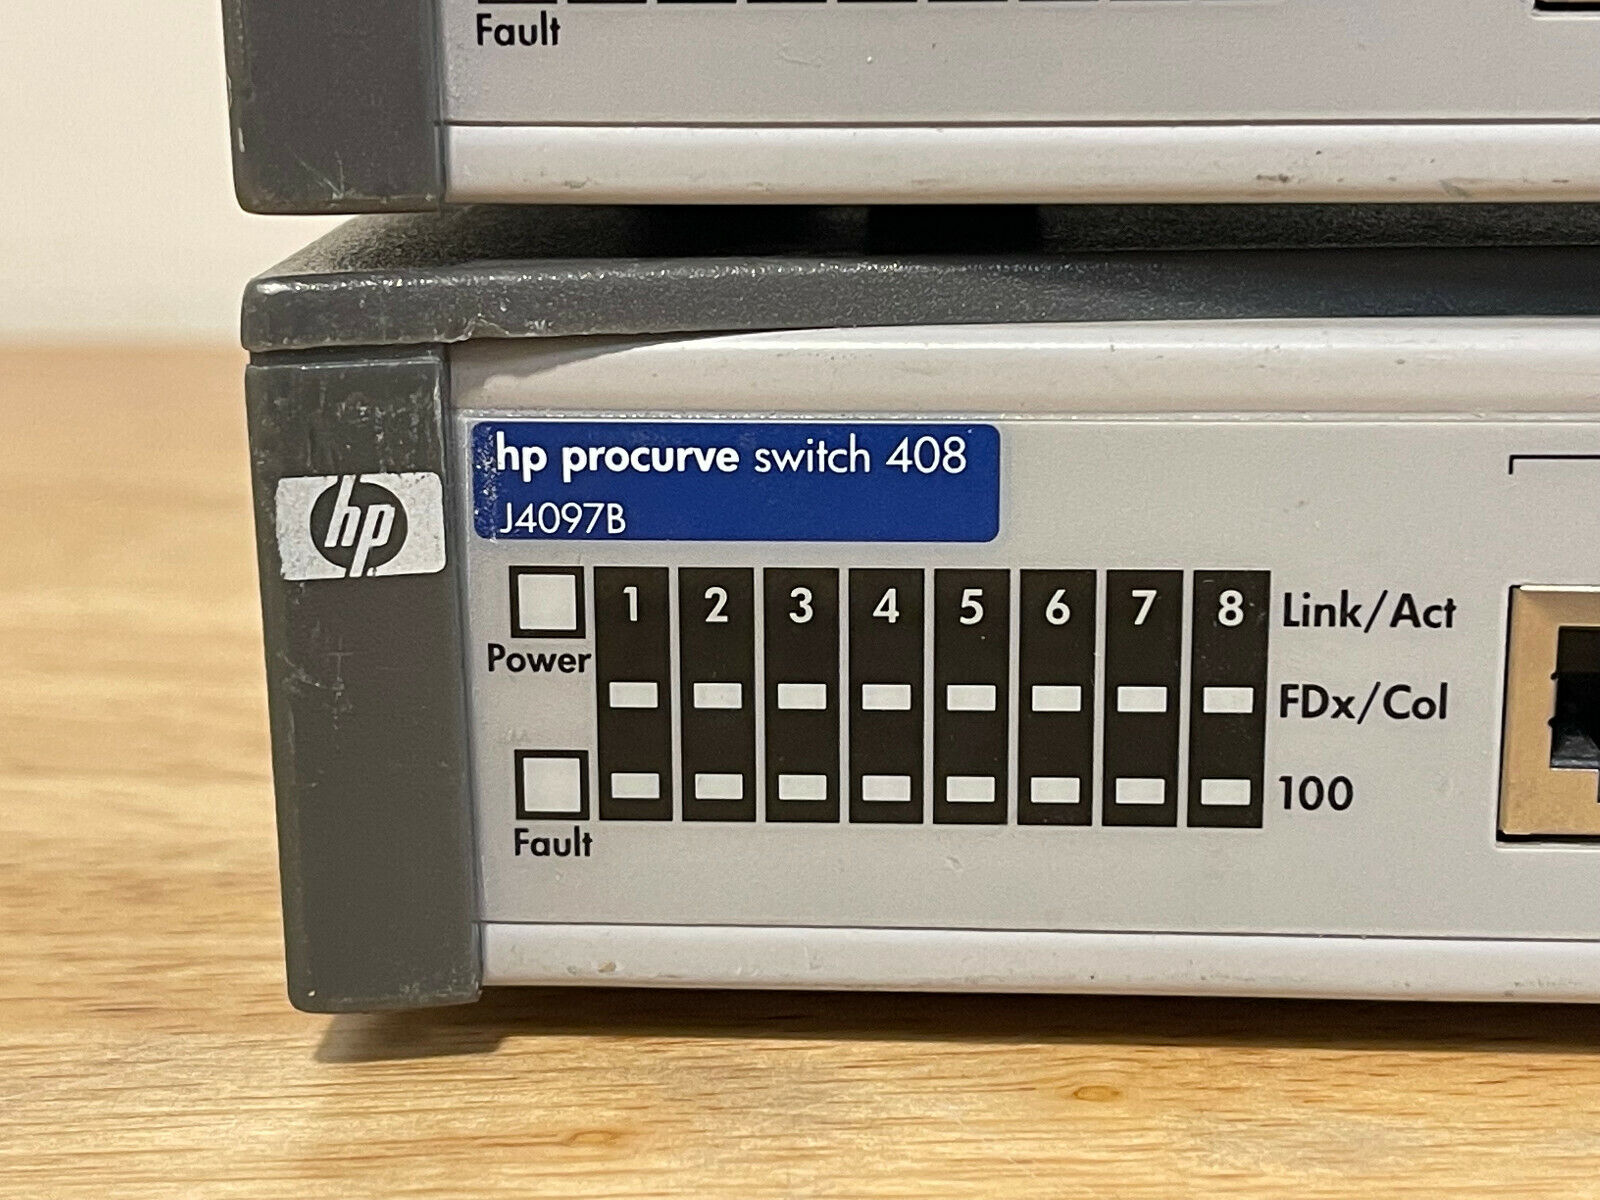 Fault
hp procurve switch 408
J4097B
hp
1 2 3 4 5 6 7 8 Link/Act
Power
FDx/Col
100
Fault